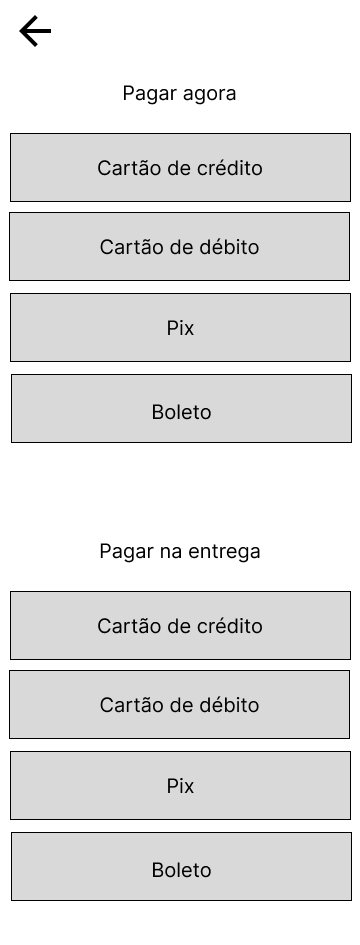 Pagar agora
Cartão de crédito
Cartão de débito
Pix
Boleto
Pagar na entrega
Cartão de crédito
Cartão de débito
Pix
Boleto